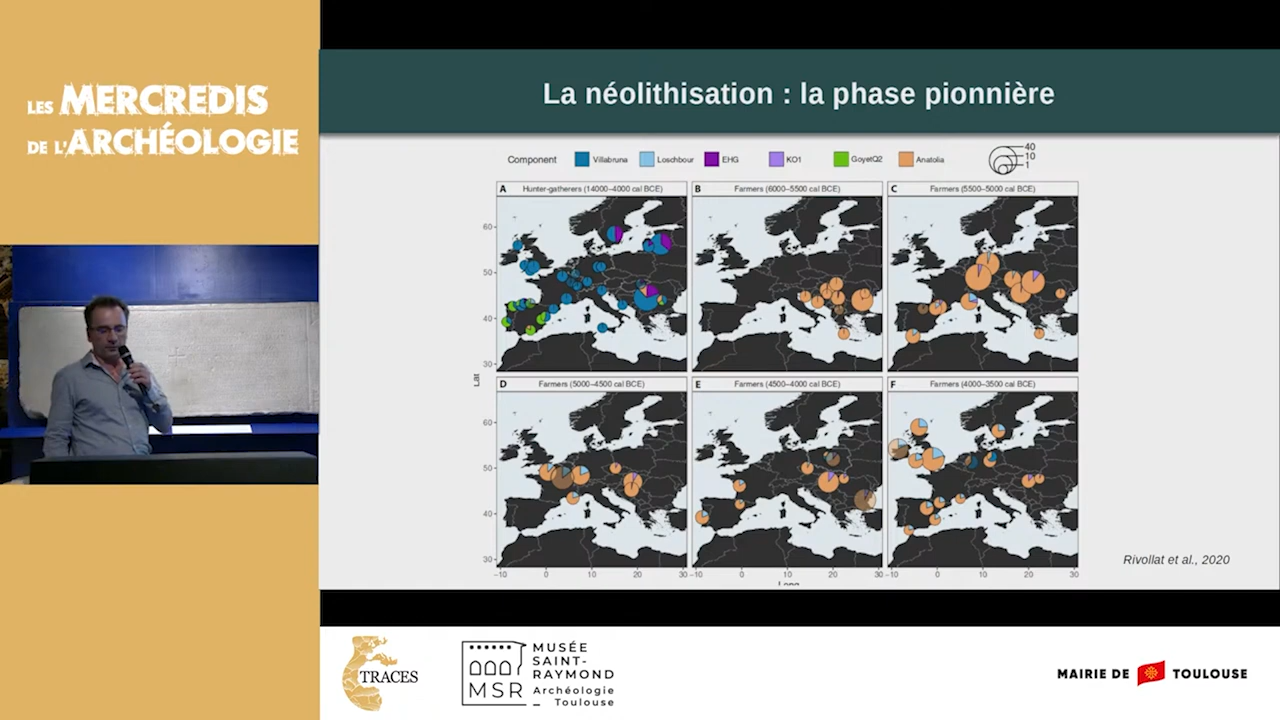 LES MERCREDIS
DE L'ARCHÉOLOGIE
La néolithisation : la phase pionnière
Component Villabruna Loschbour EHG KO1 GoyetQ2 Anatolia
40
10
1
A Hunter-gatherers (14000–4000 cal BCE)
B Farmers (6000–5500 cal BCE)
C Farmers (5500–5000 cal BCE)
60
50
40
30
Lat
D Farmers (5000–4500 cal BCE)
E Farmers (4500–4000 cal BCE)
F Farmers (4000–3500 cal BCE)
60
50
40
30
−10 0 10 20 30 −10 0 10 20 30 −10 0 10 20 30
Long
Rivollat et al., 2020
TRACES
MSR
MUSÉE
SAINT-
RAYMOND
Archéologie
Toulouse
MAIRIE DE TOULOUSE